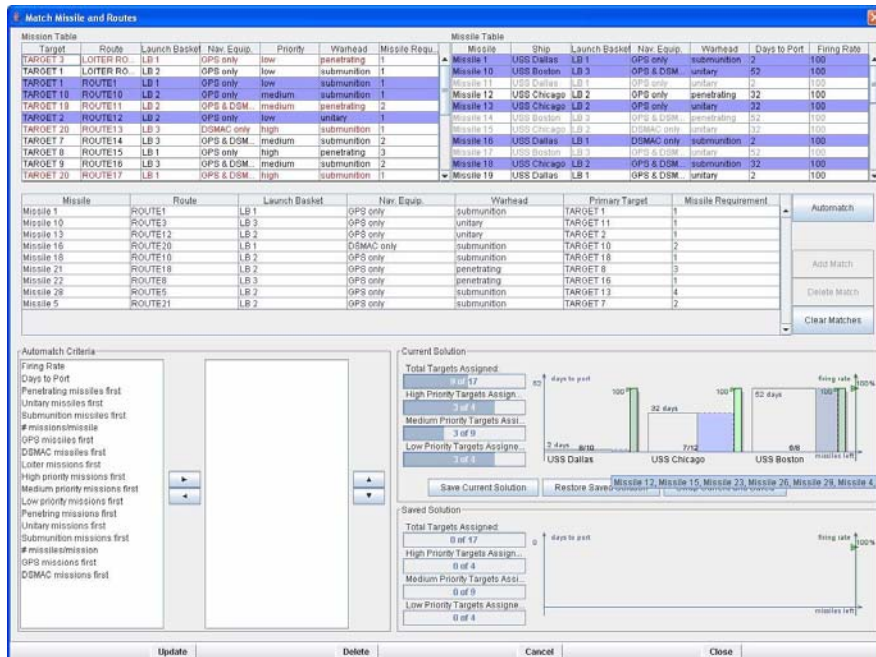 Match Missile and Routes
Mission Table
Target Route Launch Basket Nav. Equip. Priority Warhead Missile Requ...
TARGET 3 LOITER RO... LB 1 GPS only low penetrating 1
TARGET 1 LOITER RO... LB 2 GPS only low submunition 1
TARGET 1 ROUTE1 LB 1 GPS only low submunition 1
TARGET 18 ROUTE10 LB 2 GPS only medium submunition 1
TARGET 19 ROUTE11 LB 2 GPS & DSM... medium penetrating 2
TARGET 2 ROUTE12 LB 2 GPS only low unitary 1
TARGET 20 ROUTE13 LB 3 DSMAC only high submunition 1
TARGET 7 ROUTE14 LB 3 GPS & DSM... medium submunition 2
TARGET 8 ROUTE15 LB 1 GPS only high penetrating 3
TARGET 9 ROUTE16 LB 3 GPS & DSM... medium submunition 2
TARGET 20 ROUTE17 LB 1 GPS & DSM... high submunition 1
Missile Table
Missile Ship Launch Basket Nav. Equip. Warhead Days to Port Firing Rate
Missile 1 USS Dallas LB 1 GPS only submunition 2 100
Missile 10 USS Boston LB 3 GPS & DSM... unitary 52 100
Missile 11 USS Dallas LB 1 GPS only unitary 2 100
Missile 12 USS Chicago LB 2 GPS only penetrating 32 100
Missile 13 USS Chicago LB 2 GPS only unitary 32 100
Missile 14 USS Boston LB 3 GPS & DSM... penetrating 52 100
Missile 15 USS Chicago LB 2 DSMAC only unitary 32 100
Missile 16 USS Dallas LB 1 DSMAC only submunition 2 100
Missile 17 USS Boston LB 3 GPS & DSM... unitary 52 100
Missile 18 USS Chicago LB 2 GPS & DSM... submunition 32 100
Missile 19 USS Dallas LB 1 GPS & DSM... unitary 2 100
Missile Route Launch Basket Nav. Equip. Warhead Primary Target Missile Requirement
Missile 1 ROUTE1 LB 1 GPS only submunition TARGET 1 1
Missile 10 ROUTE3 LB 3 GPS only unitary TARGET 11 1
Missile 13 ROUTE12 LB 2 GPS only unitary TARGET 2 1
Missile 16 ROUTE20 LB 1 DSMAC only submunition TARGET 10 2
Missile 18 ROUTE10 LB 2 GPS only submunition TARGET 18 1
Missile 21 ROUTE18 LB 2 GPS only penetrating TARGET 8 3
Missile 22 ROUTE8 LB 3 GPS only penetrating TARGET 16 1
Missile 28 ROUTE5 LB 2 GPS only submunition TARGET 13 4
Missile 5 ROUTE21 LB 2 GPS only submunition TARGET 7 2
Automatch
Add Match
Delete Match
Clear Matches
Automatch Criteria
Firing Rate
Days to Port
Penetrating missiles first
Unitary missiles first
Submunition missiles first
# missions/missile
GPS missiles first
DSMAC missiles first
Loiter missions first
High priority missions first
Medium priority missions first
Low priority missions first
Penetring missions first
Unitary missions first
Submunition missions first
# missiles/mission
GPS missions first
DSMAC missions first
Current Solution
Total Targets Assigned:
9 of 17
High Priority Targets Assign...
3 of 4
Medium Priority Targets Assi...
3 of 9
Low Priority Targets Assigne...
3 of 4
52 days to port firing rate 100%
2 days 8/10 100
USS Dallas
32 days 7/12 100
USS Chicago
52 days 6/8 100
USS Boston
missiles left
Save Current Solution
Restore Saved Solution
Missile 12, Missile 15, Missile 23, Missile 26, Missile 29, Missile 4,
Saved Solution
Total Targets Assigned:
0 of 17
High Priority Targets Assign...
0 of 4
Medium Priority Targets Assi...
0 of 9
Low Priority Targets Assigne...
0 of 4
0 days to port firing rate 100%
missiles left
Update Delete Cancel Close